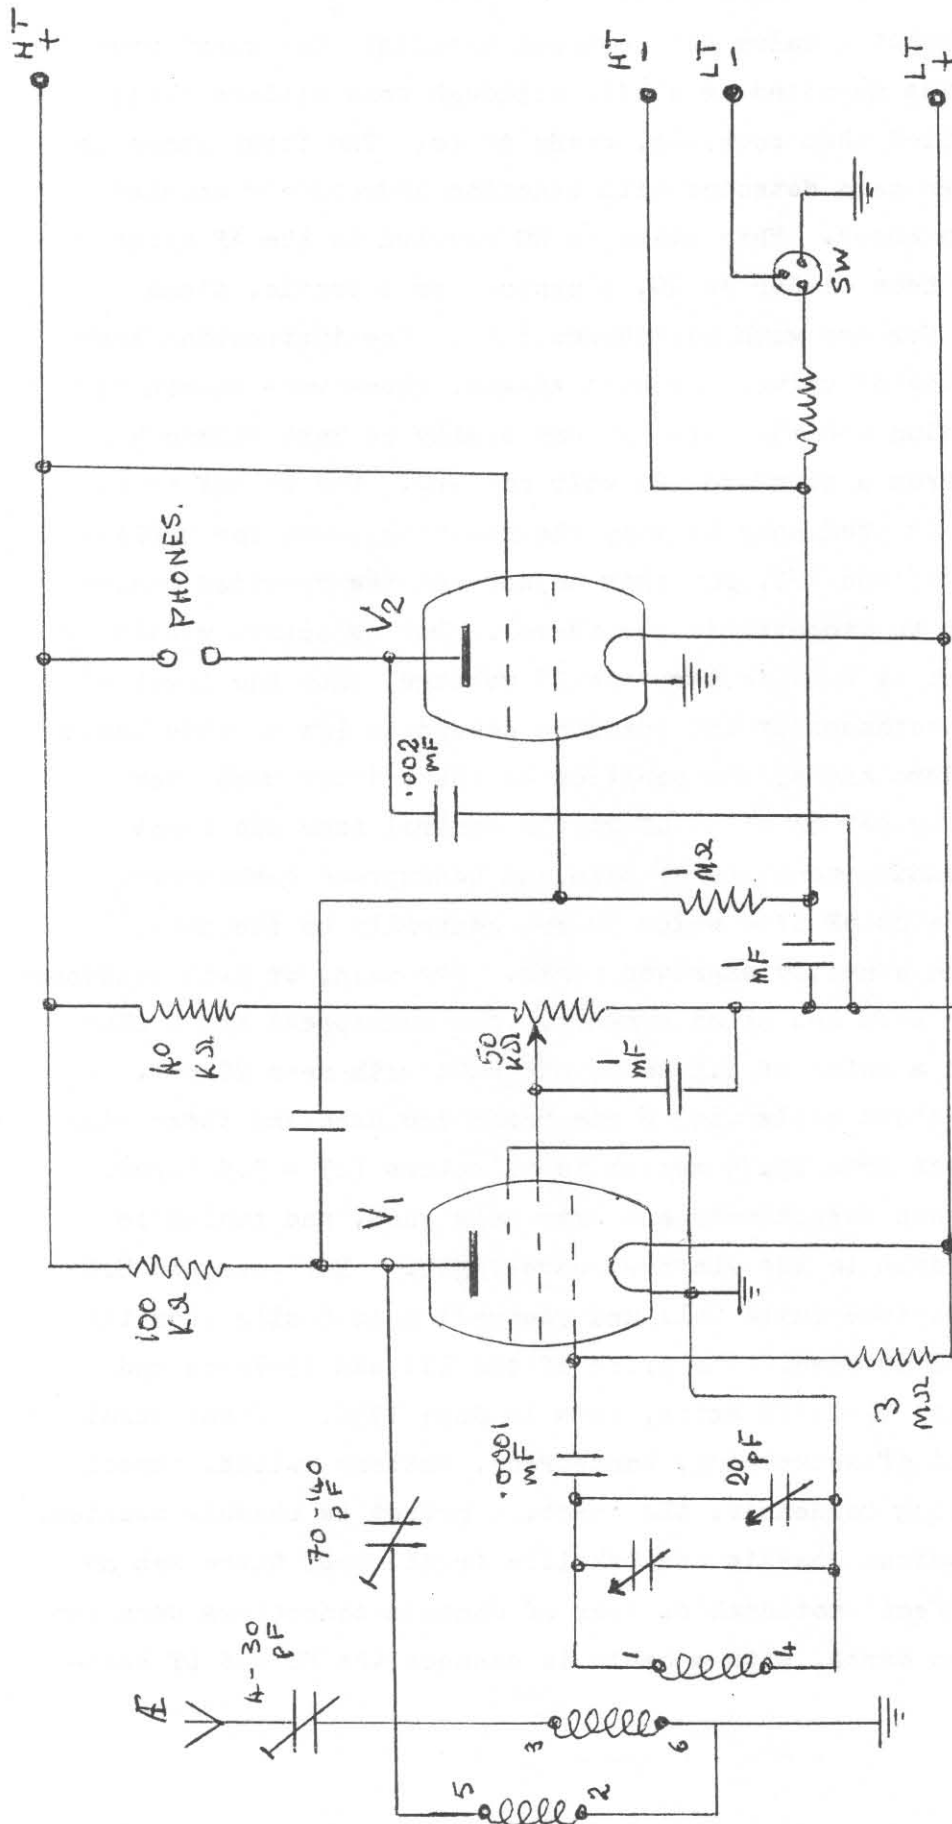 Æ
4-30
pF
5
2
3
6
70-140
pF
1
4
20
pF
.0001
mF
3
MΩ
100
KΩ
V1
40
KΩ
50
KΩ
1
mF
1
mF
1
MΩ
.002
mF
V2
PHONES.
SW
HT
+
HT
-
LT
-
LT
+